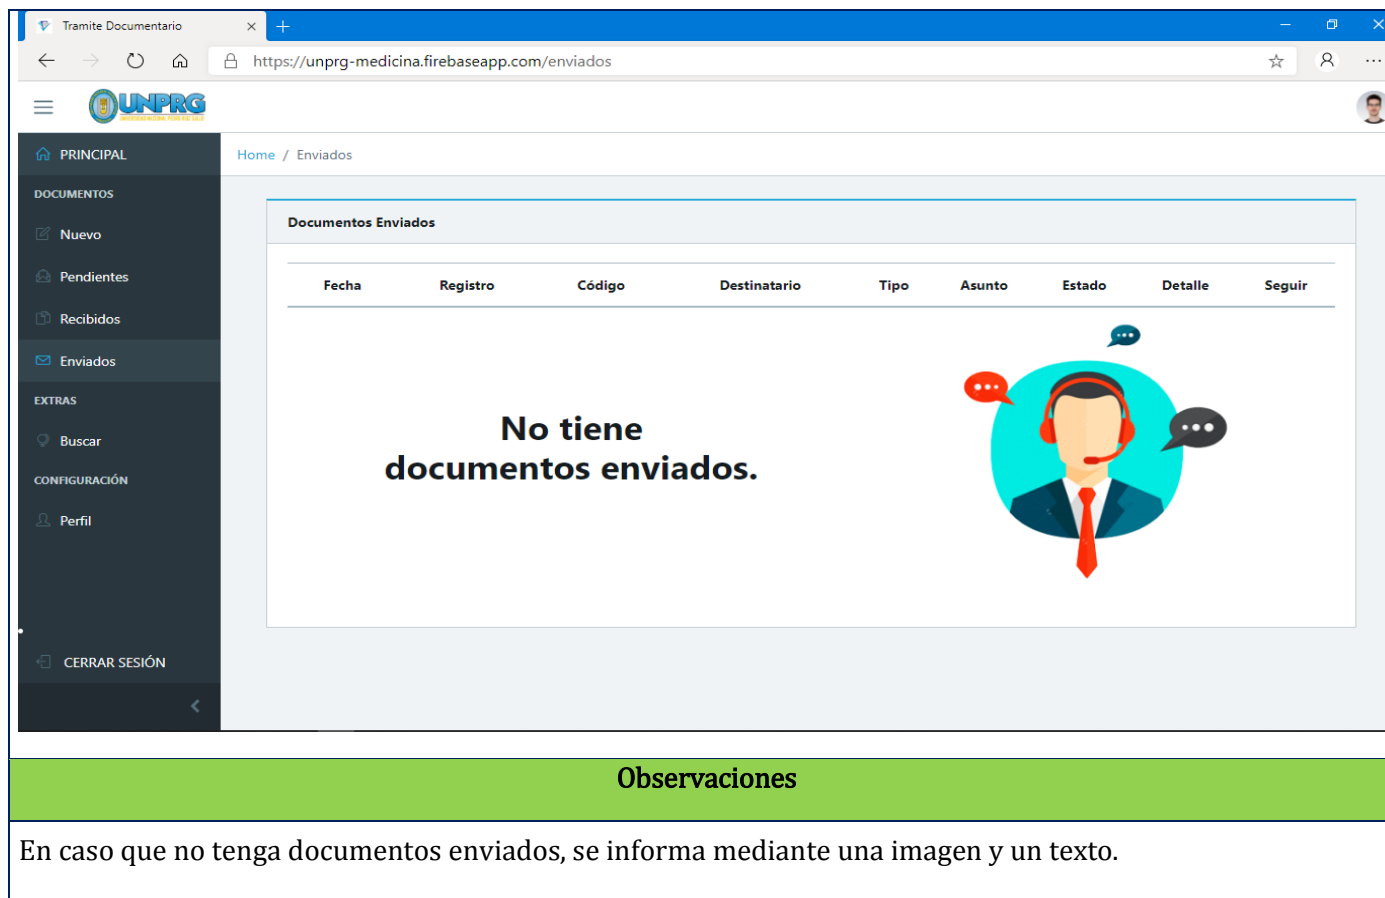 Tramite Documentario
https://unprg-medicina.firebaseapp.com/enviados
UNPRG
PRINCIPAL
Home / Enviados
DOCUMENTOS
Nuevo
Pendientes
Recibidos
Enviados
EXTRAS
Buscar
CONFIGURACIÓN
Perfil
CERRAR SESIÓN
Documentos Enviados
Fecha Registro Código Destinatario Tipo Asunto Estado Detalle Seguir
No tiene
documentos enviados.
Observaciones
En caso que no tenga documentos enviados, se informa mediante una imagen y un texto.